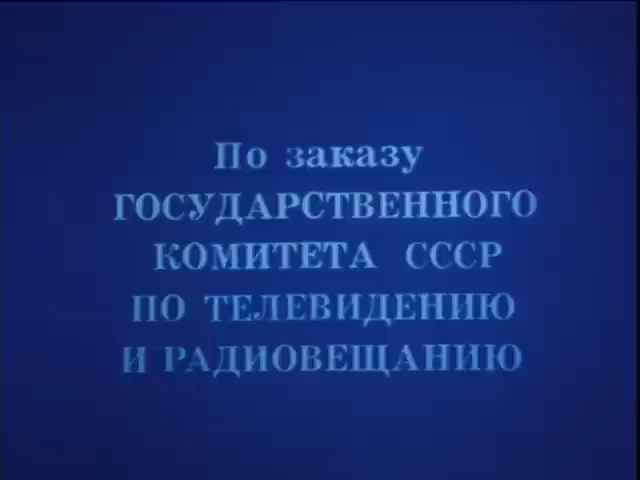 По заказу
ГОСУДАРСТВЕННОГО
КОМИТЕТА СССР
ПО ТЕЛЕВИДЕНИЮ
И РАДИОВЕЩАНИЮ